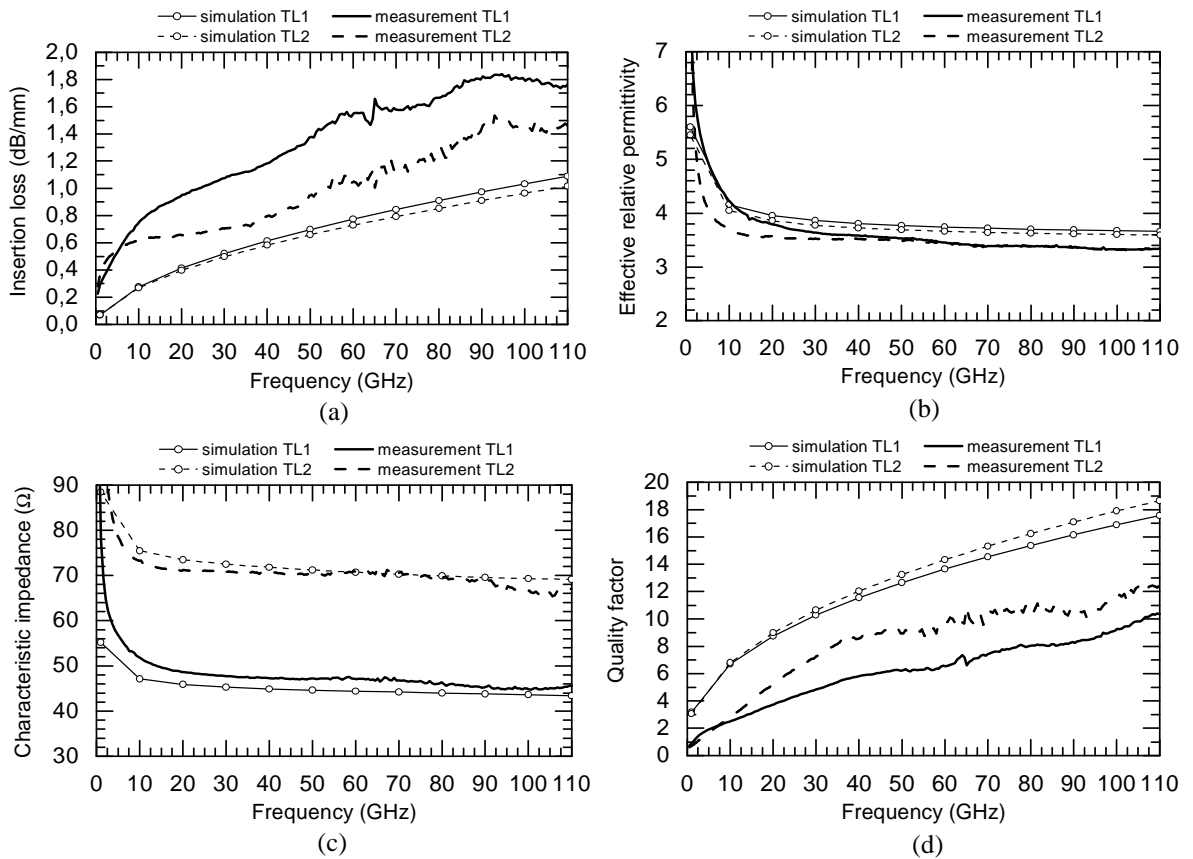 simulation TL1 measurement TL1
simulation TL2 measurement TL2
2,0
1,8
1,6
1,4
1,2
1,0
0,8
0,6
0,4
0,2
0,0
Insertion loss (dB/mm)
0 10 20 30 40 50 60 70 80 90 100 110
Frequency (GHz)
(a)
simulation TL1 measurement TL1
simulation TL2 measurement TL2
7
6
5
4
3
2
Effective relative permittivity
0 10 20 30 40 50 60 70 80 90 100 110
Frequency (GHz)
(b)
simulation TL1 measurement TL1
simulation TL2 measurement TL2
90
80
70
60
50
40
30
Characteristic impedance (Ω)
0 10 20 30 40 50 60 70 80 90 100 110
Frequency (GHz)
(c)
simulation TL1 measurement TL1
simulation TL2 measurement TL2
20
18
16
14
12
10
8
6
4
2
0
Quality factor
0 10 20 30 40 50 60 70 80 90 100 110
Frequency (GHz)
(d)